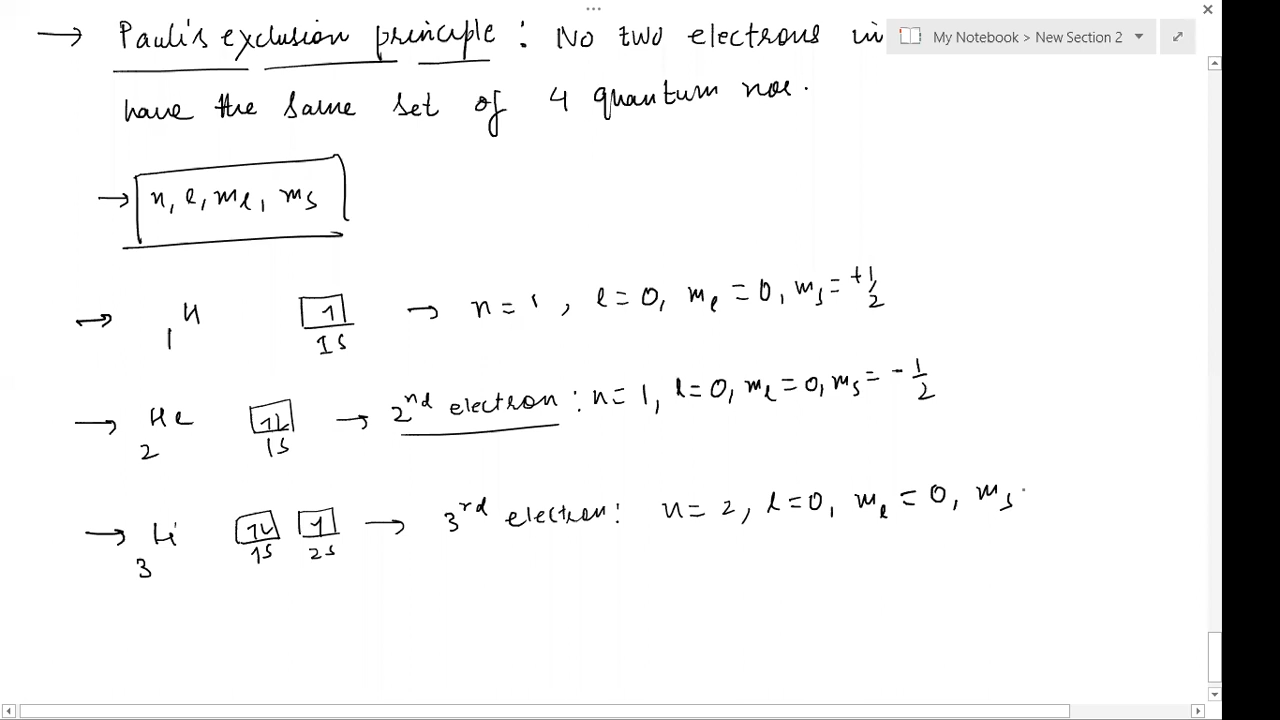 → Pauli's exclusion principle : No two electrons in
My Notebook > New Section 2
have the same set of 4 quantum nos.
→ n, l, ml, ms
→ 1H 1 1s → n = 1, l = 0, ml = 0, ms = +1/2
→ 2He 1L 1s → 2nd electron : n = 1, l = 0, ml = 0, ms = -1/2
→ 3Li 1L 1s 1 2s → 3rd electron : n = 2, l = 0, ml = 0, ms